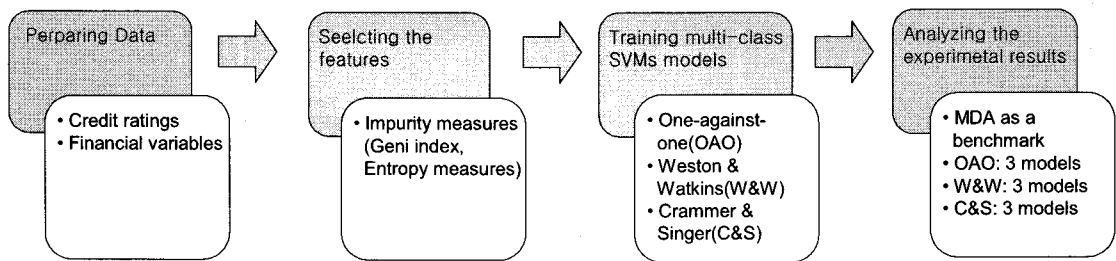 Perparing Data
• Credit ratings
• Financial variables
Seelcting the
features
• Impurity measures
(Geni index,
Entropy measures)
Training multi-class
SVMs models
• One-against-
one(OAO)
• Weston &
Watkins(W&W)
• Crammer &
Singer(C&S)
Analyzing the
experimetal results
• MDA as a
benchmark
• OAO: 3 models
• W&W: 3 models
• C&S: 3 models